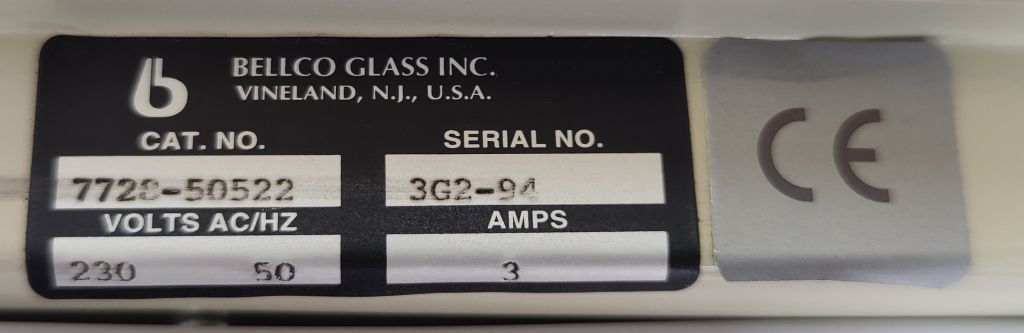 BELLCO GLASS INC.
VINELAND, N.J., U.S.A.
CAT. NO. SERIAL NO.
7728-50522 3G2-94
VOLTS AC/HZ AMPS
230 50 3
CE